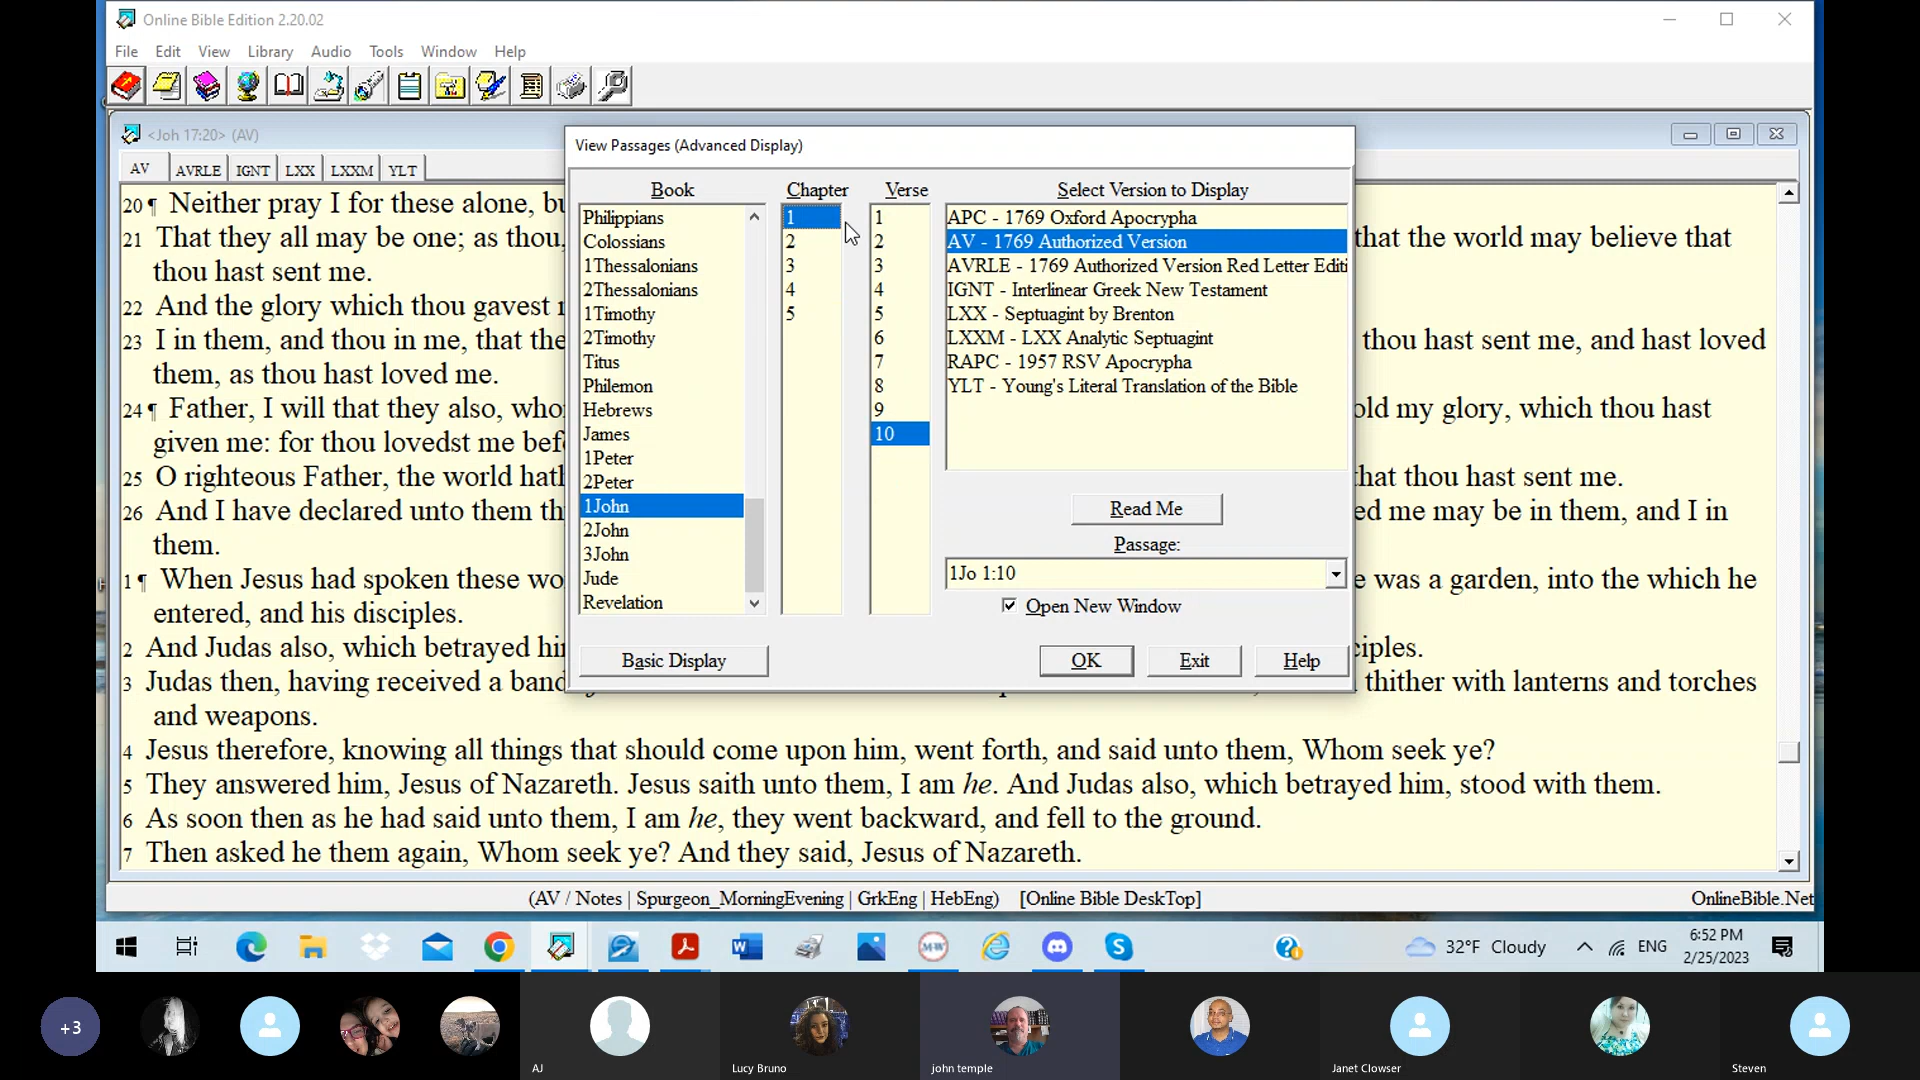 Online Bible Edition 2.20.02
File Edit View Library Audio Tools Window Help
<Joh 17:20> (AV)
AV AVRLE IGNT LXX LXXM YLT
20 ¶ Neither pray I for these alone,
21 That they all may be one; as thou, that the world may believe that
thou hast sent me.
22 And the glory which thou gavest
23 I in them, and thou in me, that thou hast sent me, and hast loved
them, as thou hast loved me.
24 ¶ Father, I will that they also, my glory, which thou hast
given me: for thou lovedst me
25 O righteous Father, the world that thou hast sent me.
26 And I have declared unto them me may be in them, and I in
them.
1 ¶ When Jesus had spoken these was a garden, into the which he
entered, and his disciples.
2 And Judas also, which betrayed
3 Judas then, having received a band thither with lanterns and torches
and weapons.
4 Jesus therefore, knowing all things that should come upon him, went forth, and said unto them, Whom seek ye?
5 They answered him, Jesus of Nazareth. Jesus saith unto them, I am he. And Judas also, which betrayed him, stood with them.
6 As soon then as he had said unto them, I am he, they went backward, and fell to the ground.
7 Then asked he them again, Whom seek ye? And they said, Jesus of Nazareth.
View Passages (Advanced Display)
Book
Philippians
Colossians
1Thessalonians
2Thessalonians
1Timothy
2Timothy
Titus
Philemon
Hebrews
James
1Peter
2Peter
1John
2John
3John
Jude
Revelation
Chapter
1
2
3
4
5
Verse
1
2
3
4
5
6
7
8
9
10
Select Version to Display
APC - 1769 Oxford Apocrypha
AV - 1769 Authorized Version
AVRLE - 1769 Authorized Version Red Letter Editi
IGNT - Interlinear Greek New Testament
LXX - Septuagint by Brenton
LXXM - LXX Analytic Septuagint
RAPC - 1957 RSV Apocrypha
YLT - Young's Literal Translation of the Bible
Read Me
Passage:
1Jo 1:10
Open New Window
Basic Display OK Exit Help
(AV / Notes | Spurgeon_MorningEvening | GrkEng | HebEng) [Online Bible DeskTop] OnlineBible.Net
32°F Cloudy ENG 6:52 PM
2/25/2023
+3
AJ Lucy Bruno john temple Janet Clowser Steven